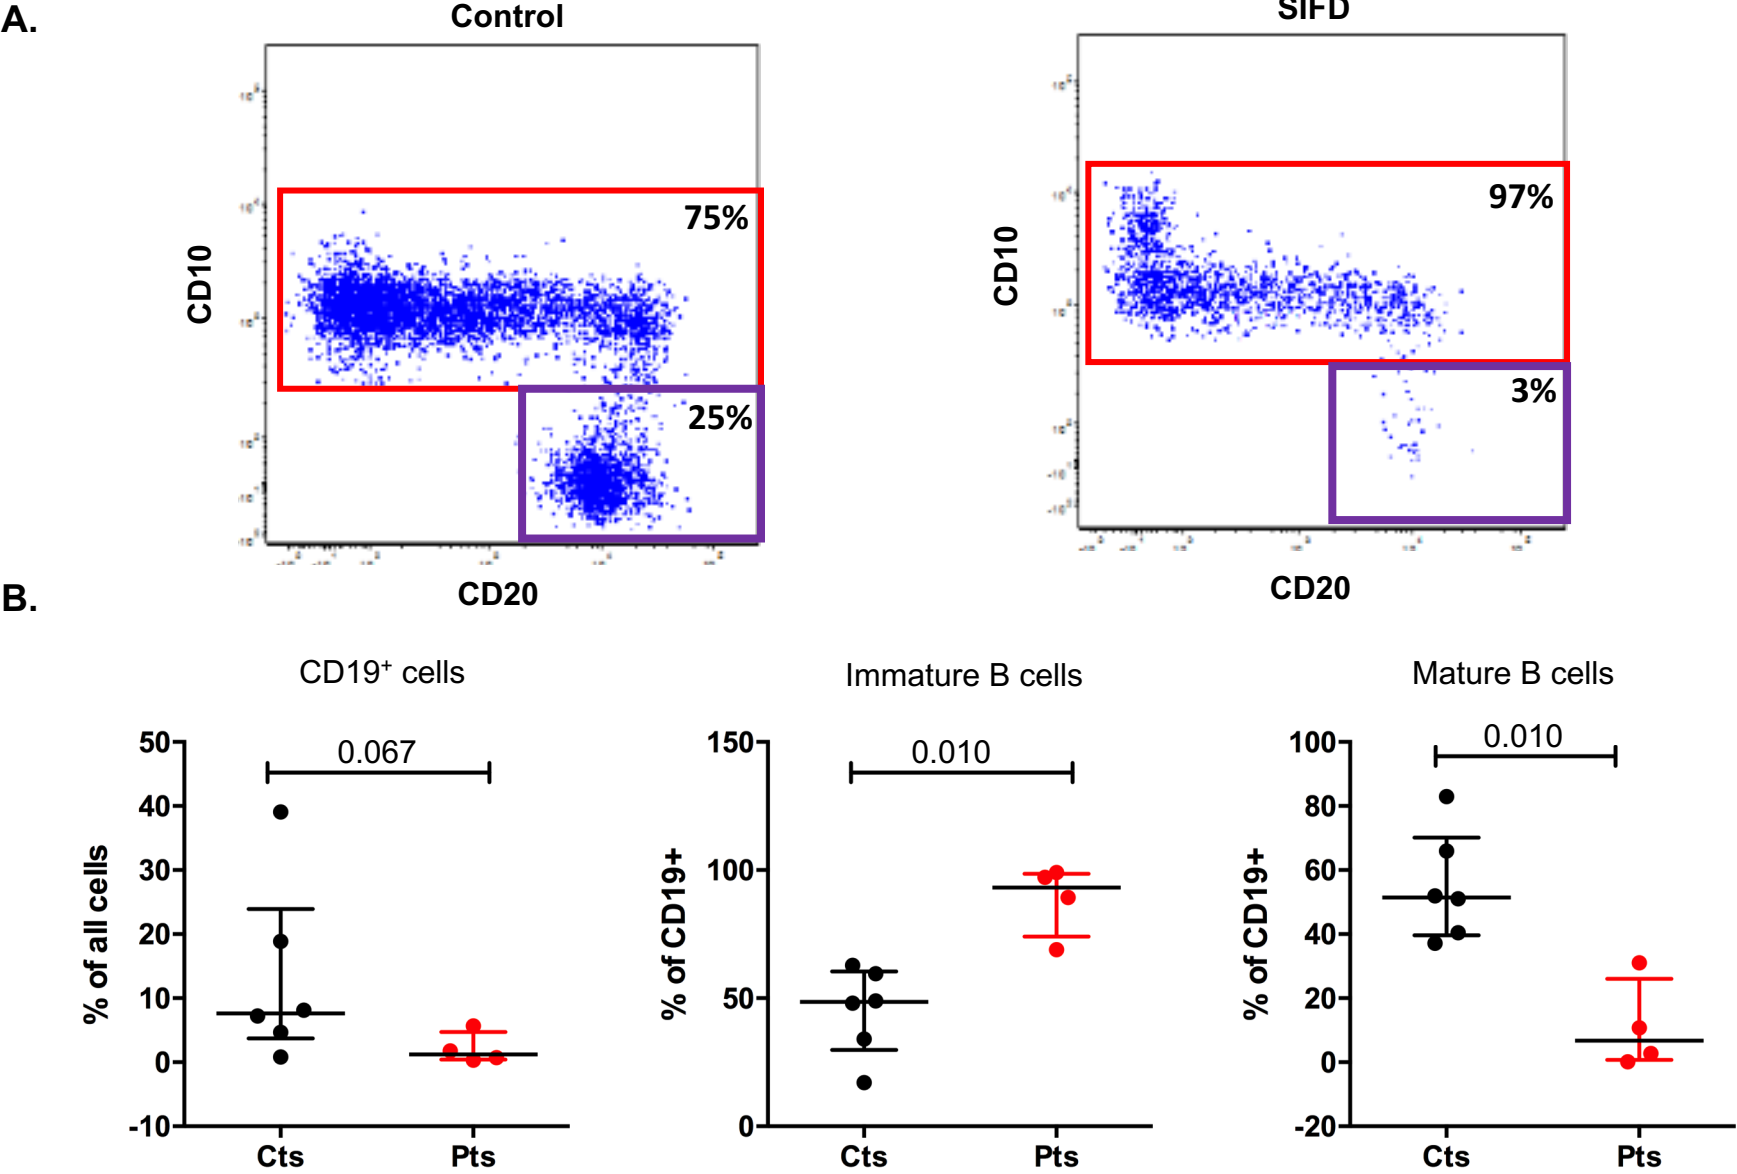 A.
Control
SIFD
75%
25%
CD10
CD20
97%
3%
CD10
CD20
B.
CD19+ cells
0.067
50
40
30
20
10
0
-10
% of all cells
Cts
Pts
Immature B cells
0.010
150
100
50
0
% of CD19+
Cts
Pts
Mature B cells
0.010
100
80
60
40
20
0
-20
% of CD19+
Cts
Pts